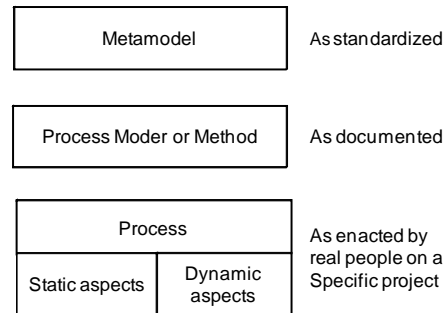 Metamodel
As standardized
Process Moder or Method
As documented
Process
As enacted by
real people on a
Specific project
Static aspects
Dynamic
aspects